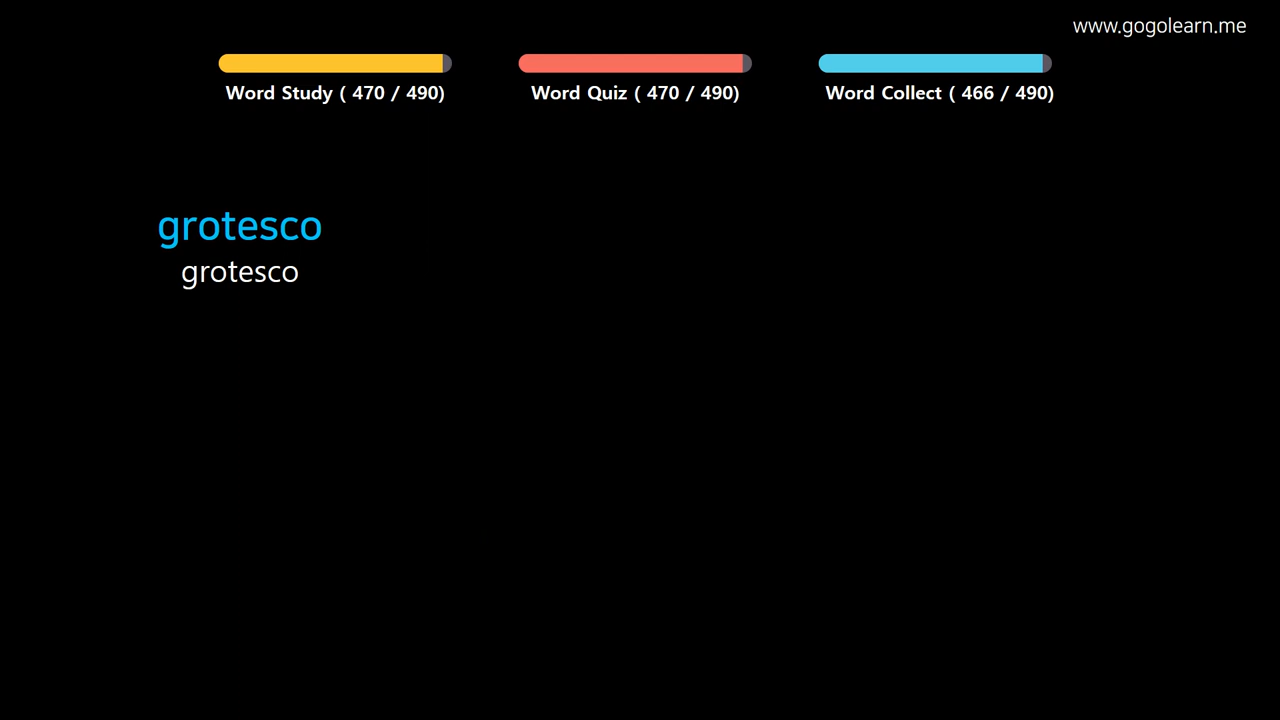 www.gogolearn.me
Word Study ( 470 / 490)
Word Quiz ( 470 / 490)
Word Collect ( 466 / 490)
grotesco
grotesco